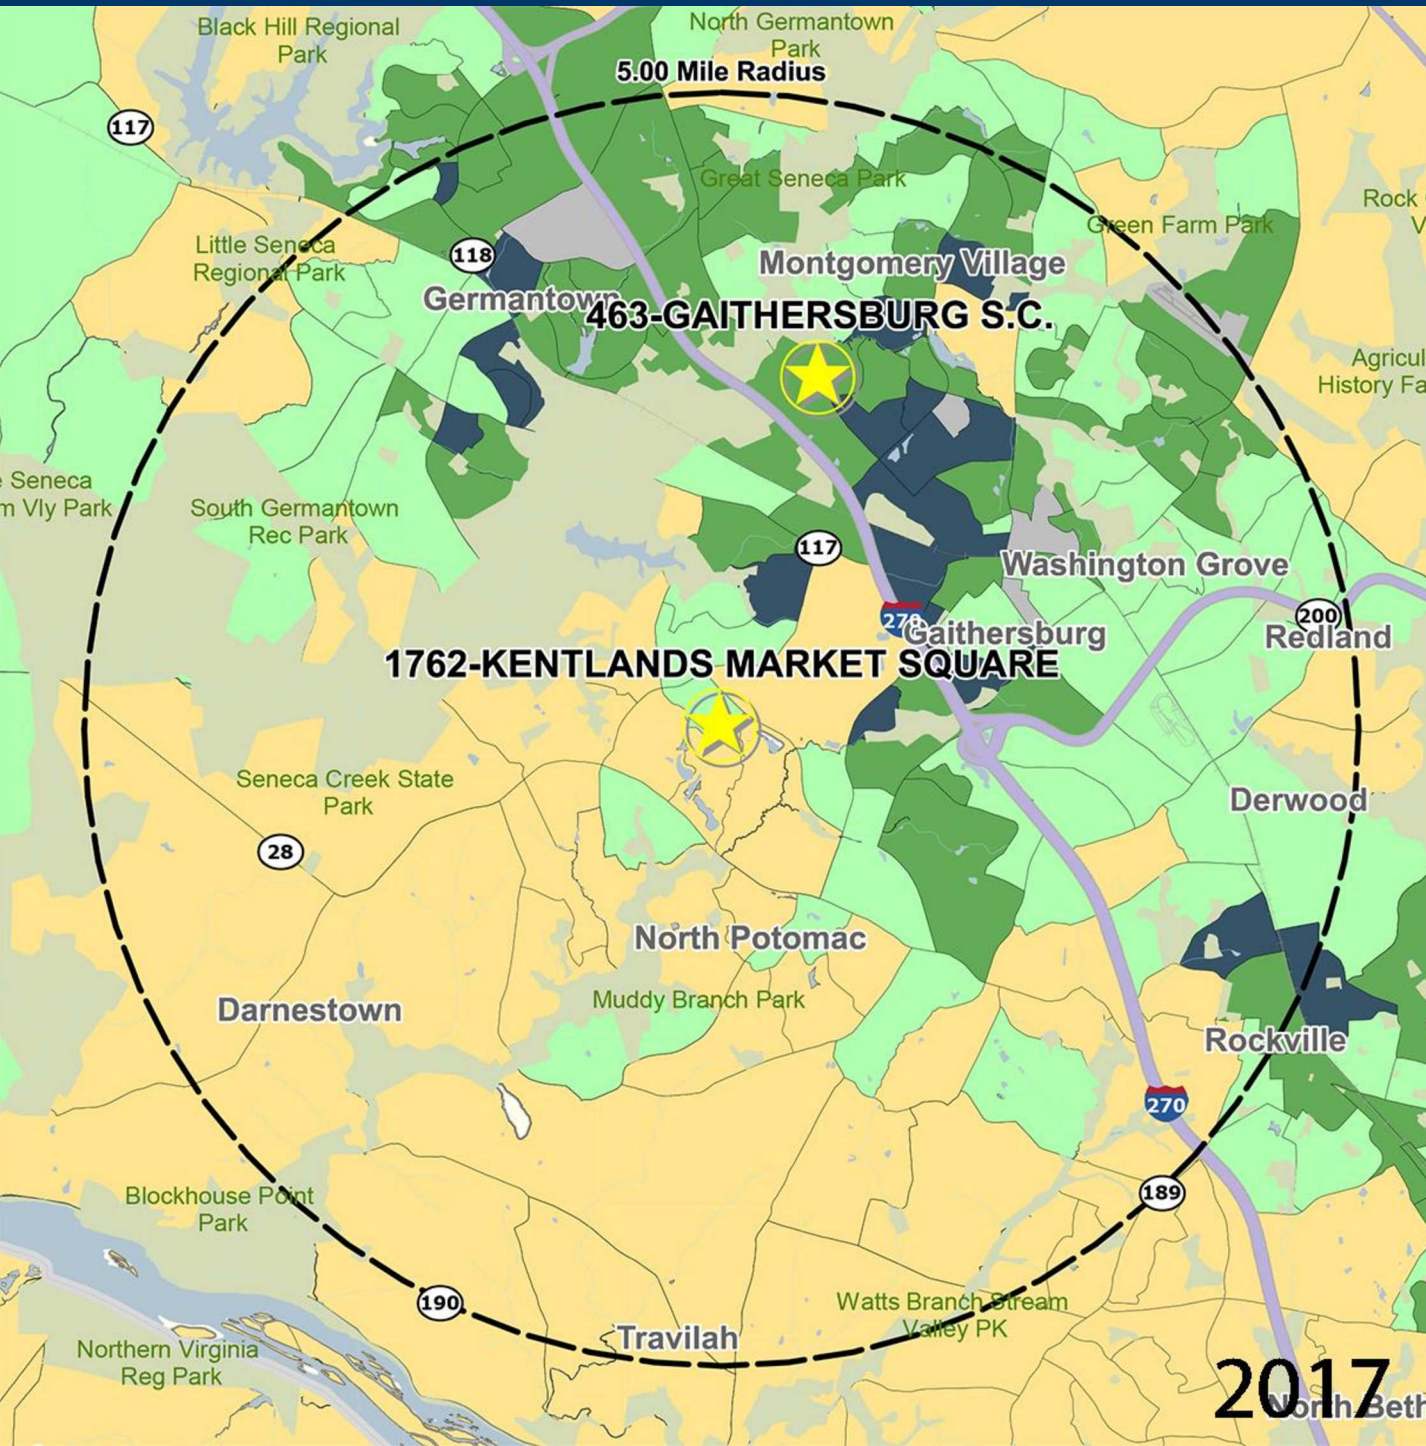 Black Hill Regional
Park
North Germantown
Park
5.00 Mile Radius
117
Great Seneca Park
Rock
Green Farm Park
V
Little Seneca
Regional Park
118
Montgomery Village
Germantown
463-GAITHERSBURG S.C.
Agricul
History Fa
e Seneca
m Vly Park
South Germantown
Rec Park
117
Washington Grove
270
200
Gaithersburg
Redland
1762-KENTLANDS MARKET SQUARE
Seneca Creek State
Park
Derwood
28
North Potomac
Muddy Branch Park
Darnestown
Rockville
270
Blockhouse Point
Park
189
190
Watts Branch Stream
Valley PK
Travilah
Northern Virginia
Reg Park
2017
North Beth